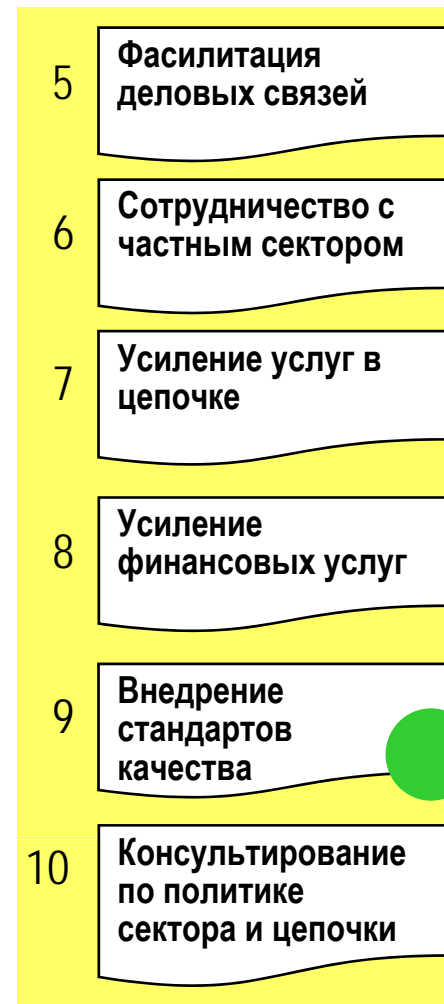 5
Фасилитация
деловых связей
6
Сотрудничество с
частным сектором
7
Усиление услуг в
цепочке
8
Усиление
финансовых услуг
9
Внедрение
стандартов
качества
10
Консультирование
по политике
сектора и цепочки